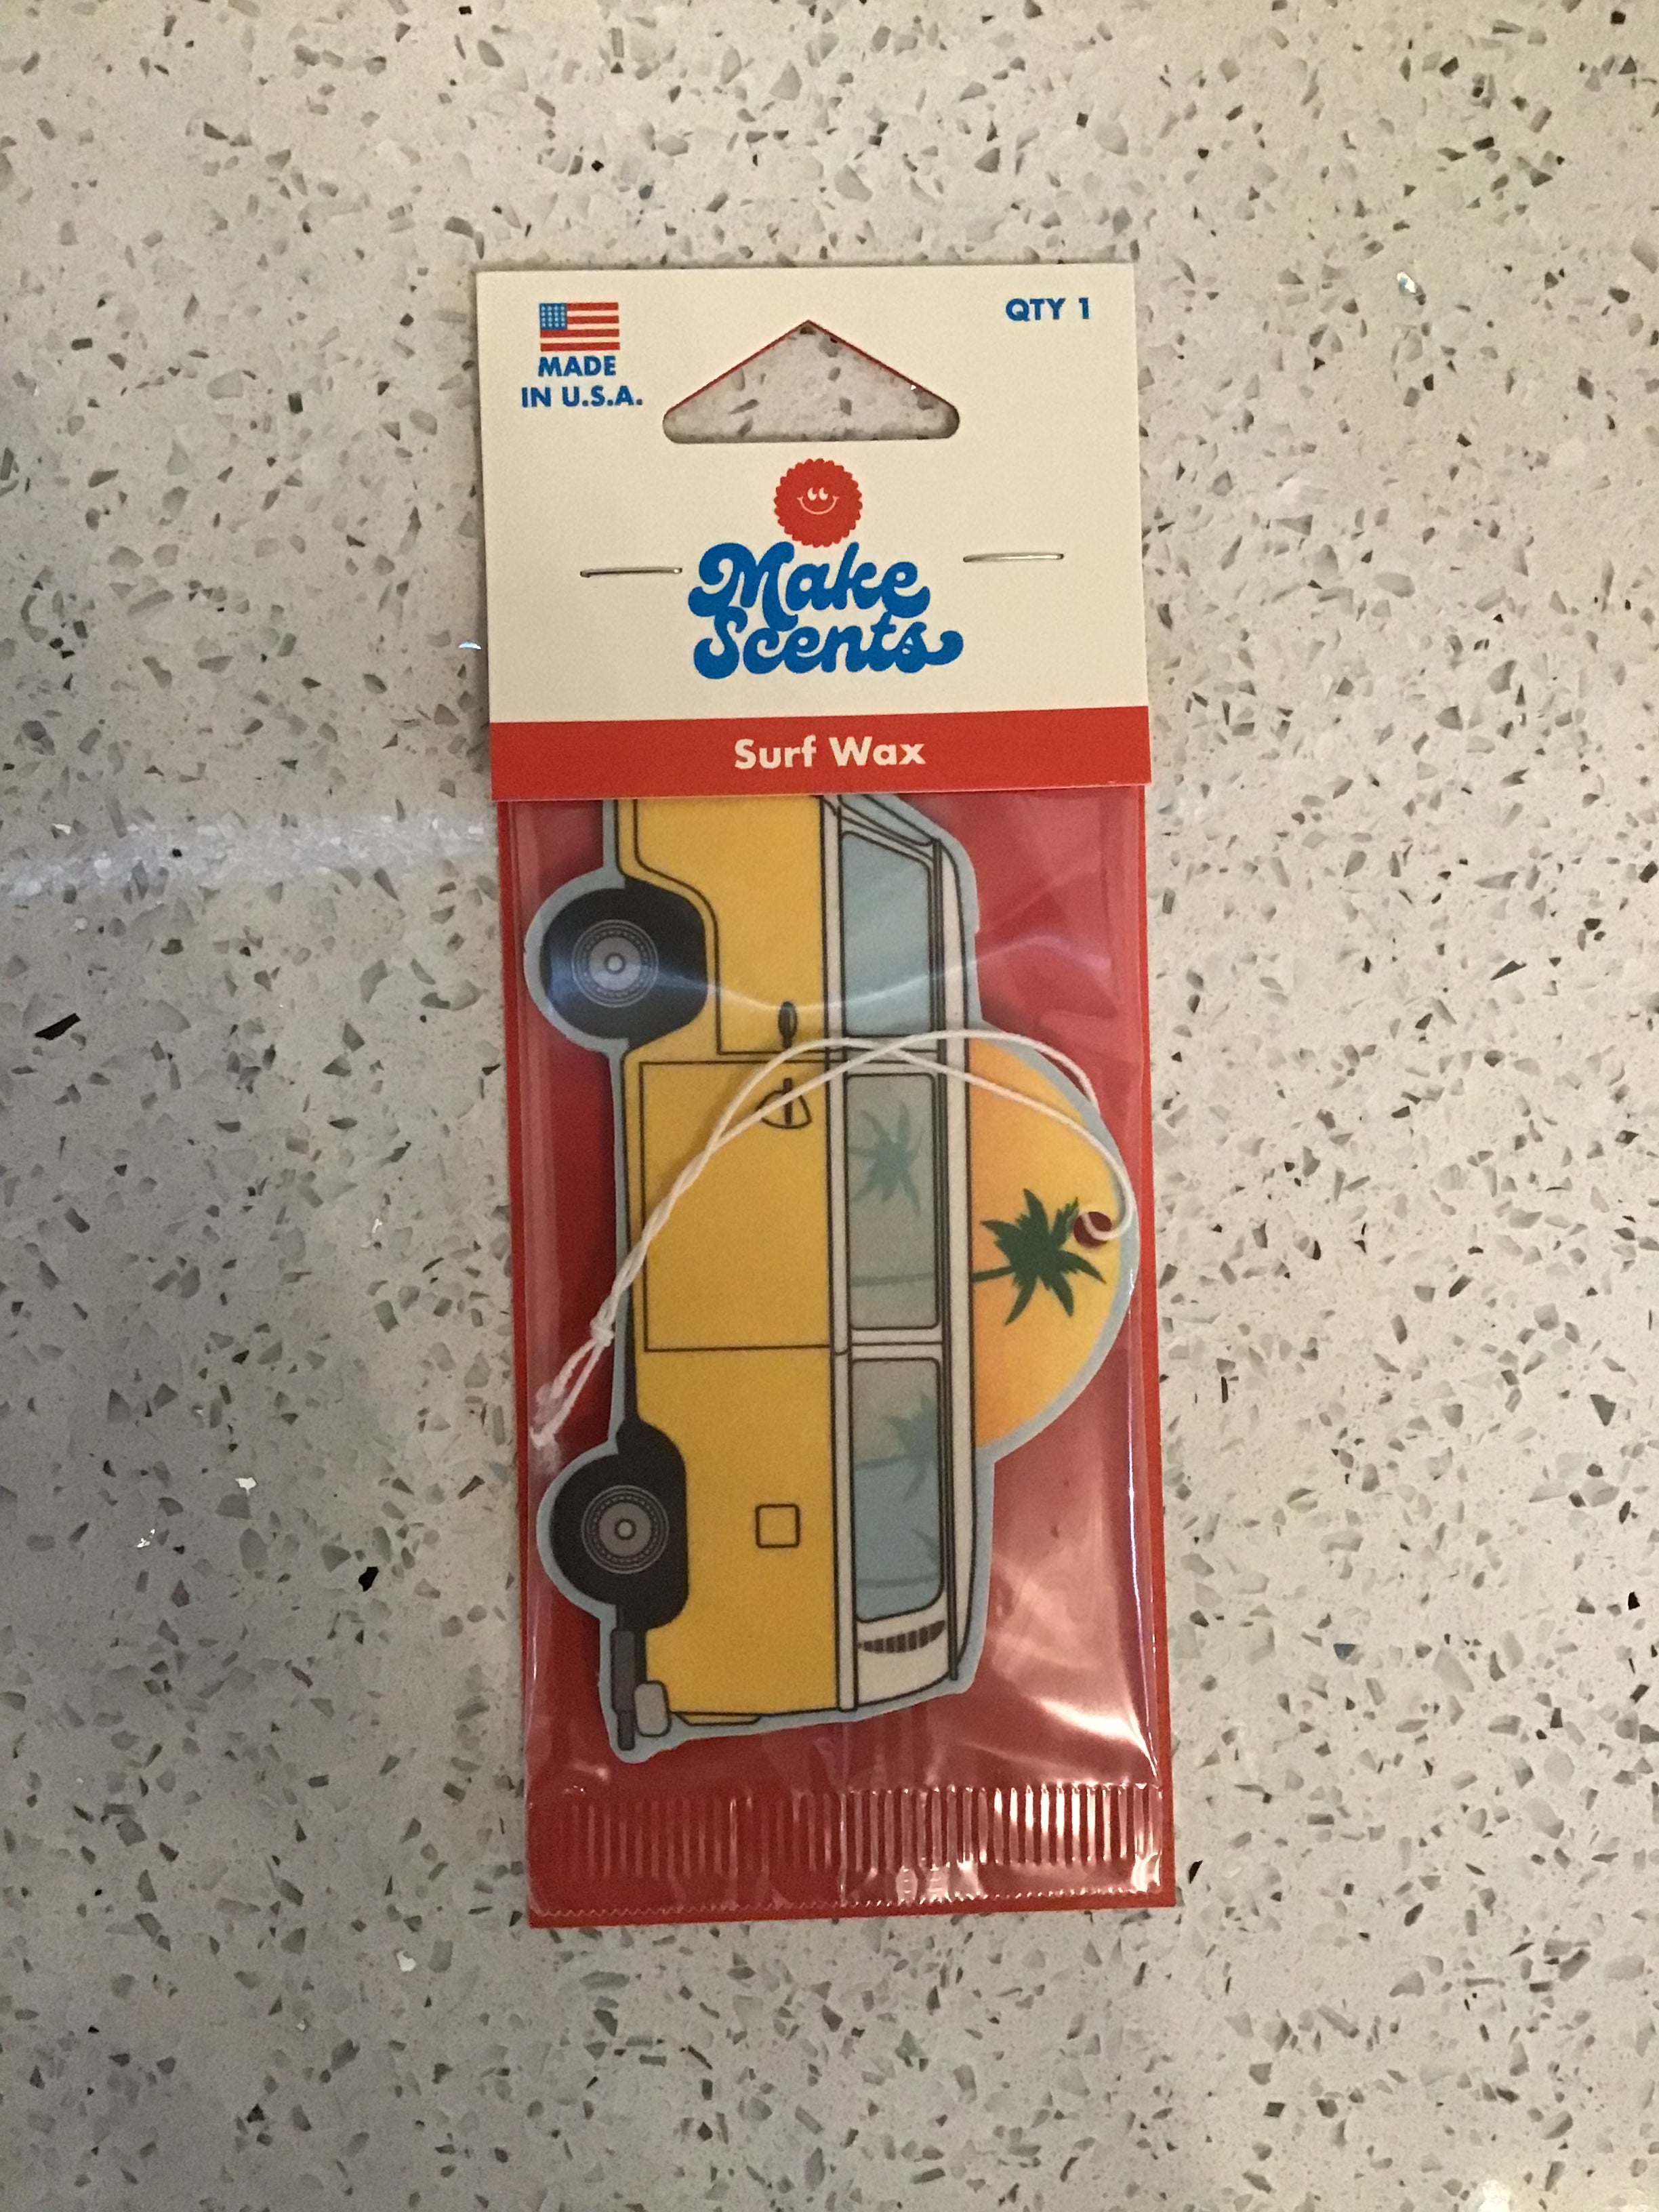 QTY 1
MADE
IN U.S.A.
Make
Scents
Surf Wax